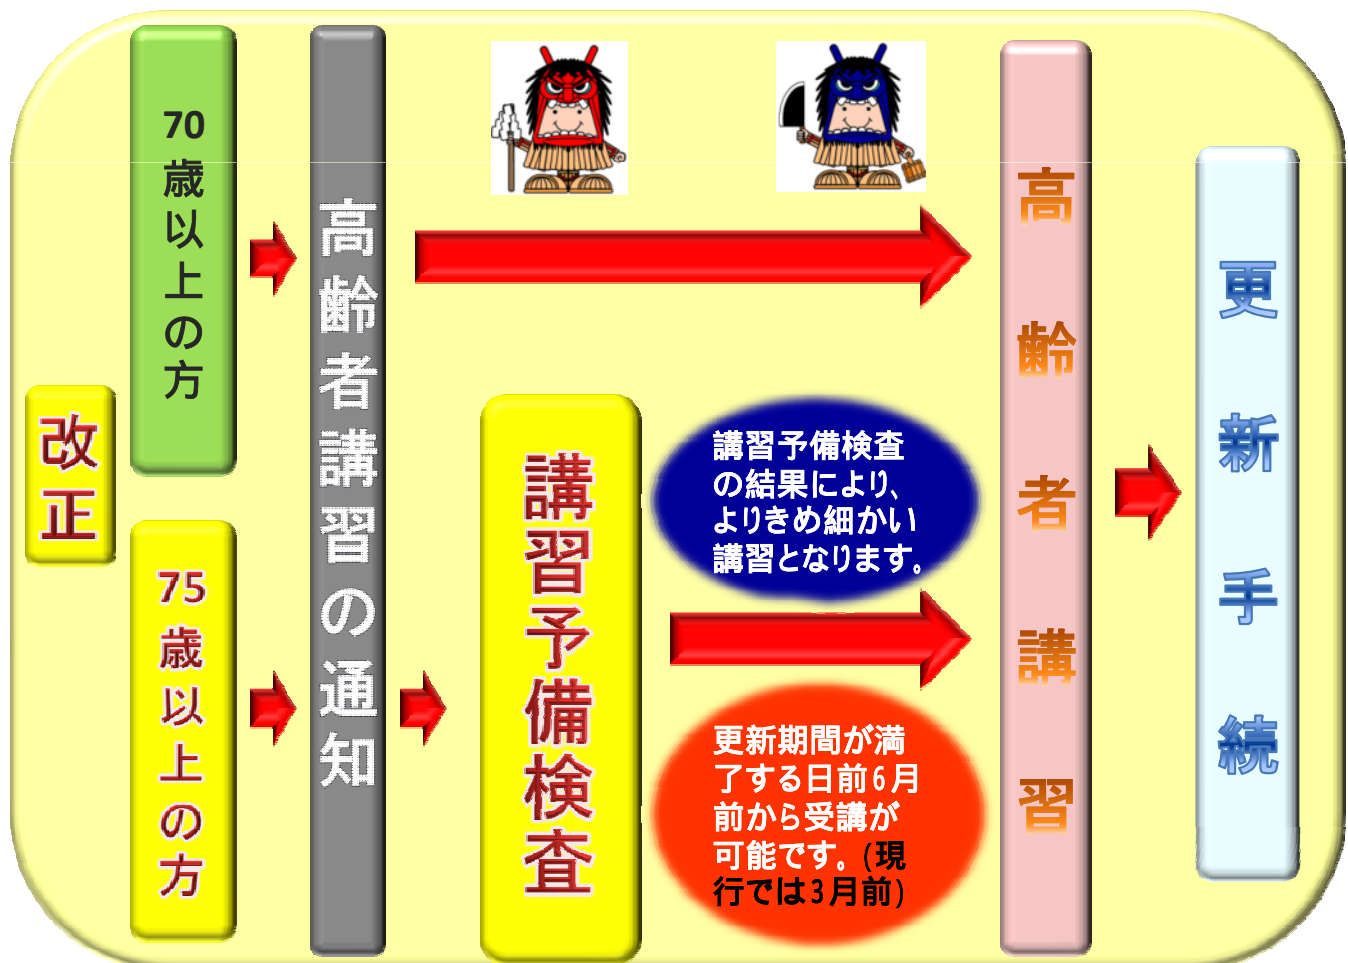 改正
70歳以上の方
75歳以上の方
高齢者講習の通知
講習予備検査
講習予備検査
の結果により、
よりきめ細かい
講習となります。
更新期間が満
了する日前6月
前から受講が
可能です。(現
行では3月前)
高齢者講習
更新手続